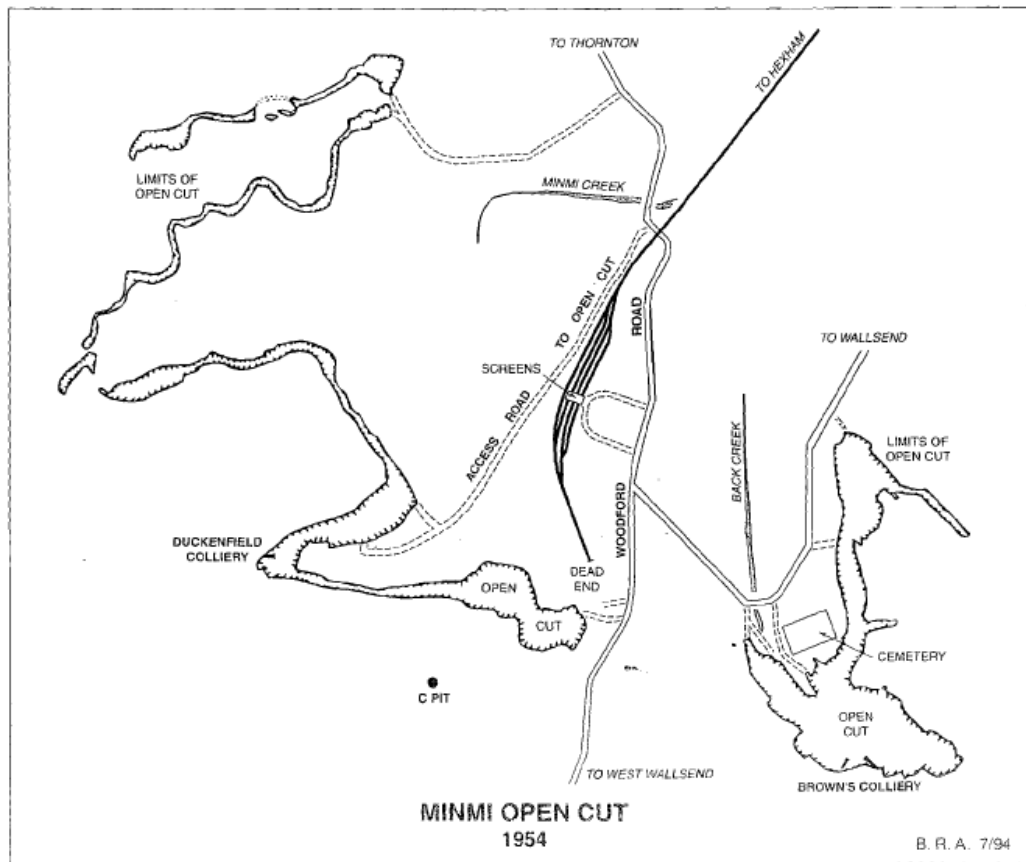 TO THORNTON
TO HEXHAM
LIMITS OF
OPEN CUT
MINMI CREEK
ACCESS ROAD TO OPEN CUT
ROAD
SCREENS
TO WALLSEND
BACK CREEK
LIMITS OF
OPEN CUT
WOODFORD
DUCKENFIELD
COLLIERY
DEAD
END
OPEN
CUT
CEMETERY
C PIT
OPEN
CUT
TO WEST WALLSEND
BROWN'S COLLIERY
MINMI OPEN CUT
1954
B. R. A. 7/94